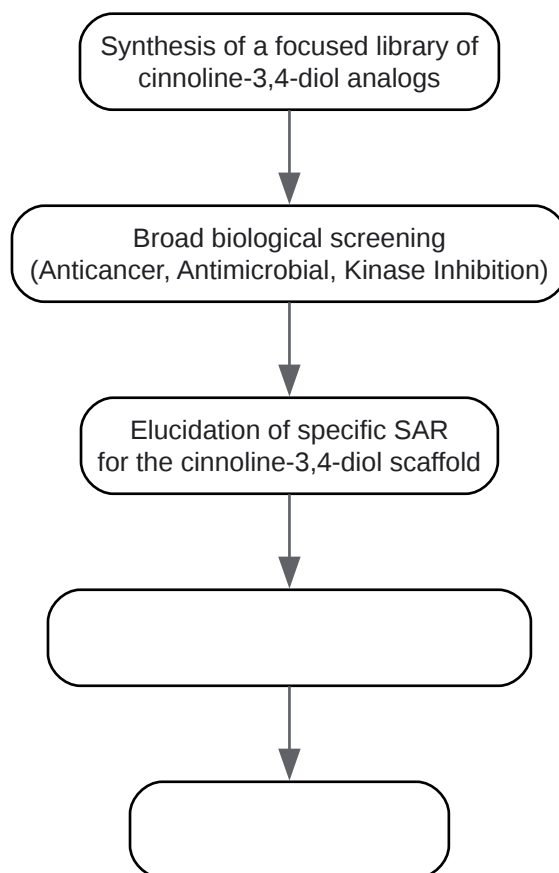 Synthesis of a focused library of
cinnoline-3,4-diol analogs
Broad biological screening
(Anticancer, Antimicrobial, Kinase Inhibition)
Elucidation of specific SAR
for the cinnoline-3,4-diol scaffold